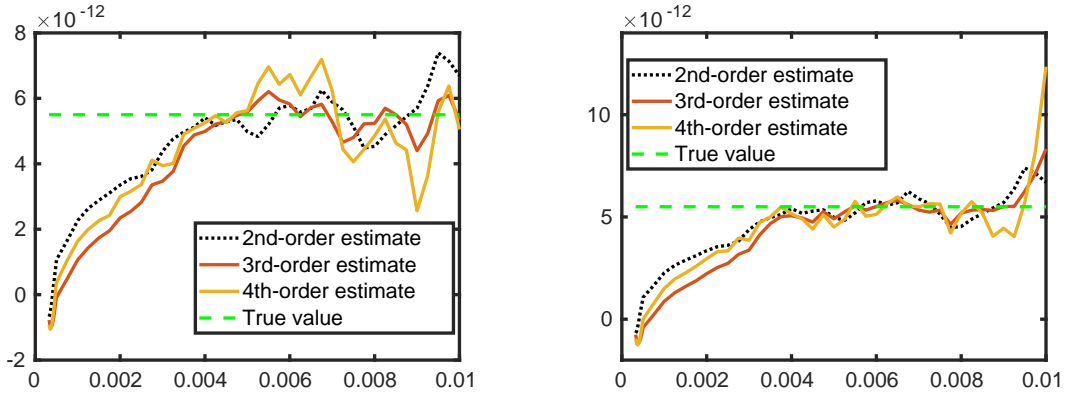 ×10⁻¹²
8
6
4
2
0
-2
2nd-order estimate
3rd-order estimate
4th-order estimate
True value
0 0.002 0.004 0.006 0.008 0.01
×10⁻¹²
10
5
0
2nd-order estimate
3rd-order estimate
4th-order estimate
True value
0 0.002 0.004 0.006 0.008 0.01